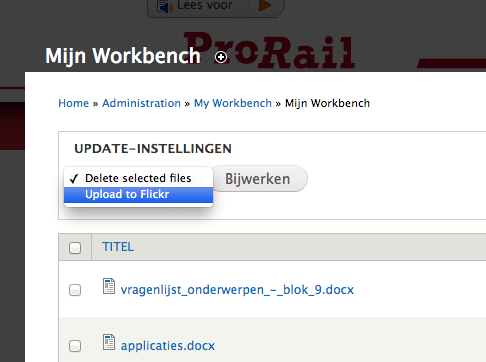 Lees voor
ProRail
Mijn Workbench
Home » Administration » My Workbench » Mijn Workbench
UPDATE-INSTELLINGEN
✓ Delete selected files
Upload to Flickr
Bijwerken
TITEL
vragenlijst_onderwerpen_-_blok_9.docx
applicaties.docx